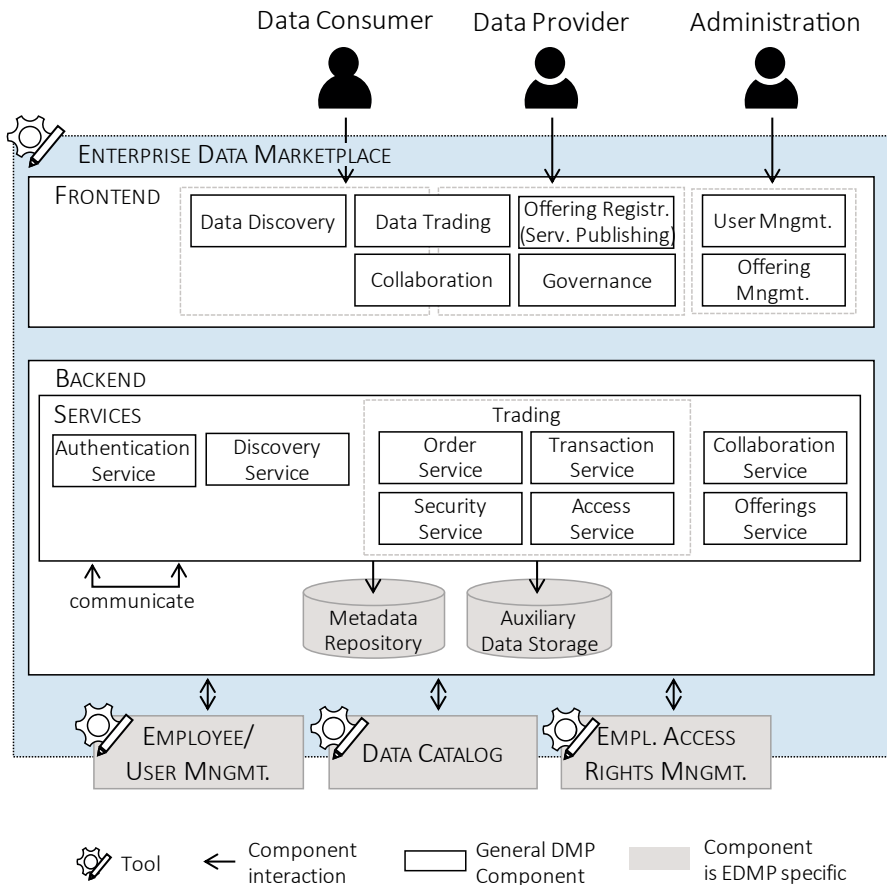 Data Consumer
Data Provider
Administration
ENTERPRISE DATA MARKETPLACE
FRONTEND
Data Discovery
Data Trading
Offering Registr.
(Serv. Publishing)
User Mngmt.
Collaboration
Governance
Offering
Mngmt.
BACKEND
SERVICES
Trading
Authentication
Service
Discovery
Service
Order
Service
Transaction
Service
Collaboration
Service
Security
Service
Access
Service
Offerings
Service
communicate
Metadata
Repository
Auxiliary
Data Storage
EMPLOYEE/
USER MNGMT.
DATA CATALOG
EMPL. ACCESS
RIGHTS MNGMT.
Tool
Component
interaction
General DMP
Component
Component
is EDMP specific